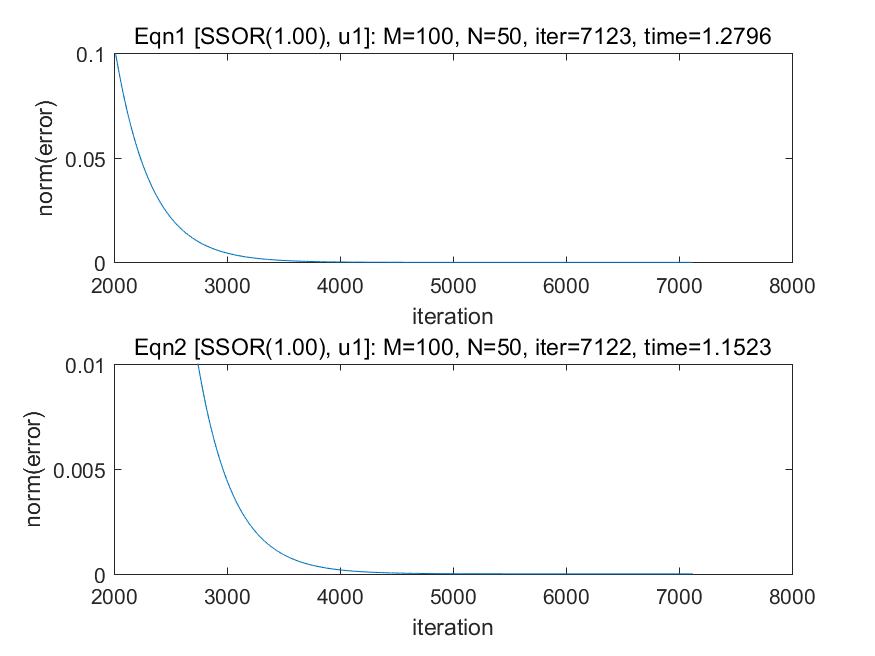 Eqn1 [SSOR(1.00), u1]: M=100, N=50, iter=7123, time=1.2796
0.1
0.05
0
norm(error)
2000 3000 4000 5000 6000 7000 8000
iteration
Eqn2 [SSOR(1.00), u1]: M=100, N=50, iter=7122, time=1.1523
0.01
0.005
0
norm(error)
2000 3000 4000 5000 6000 7000 8000
iteration